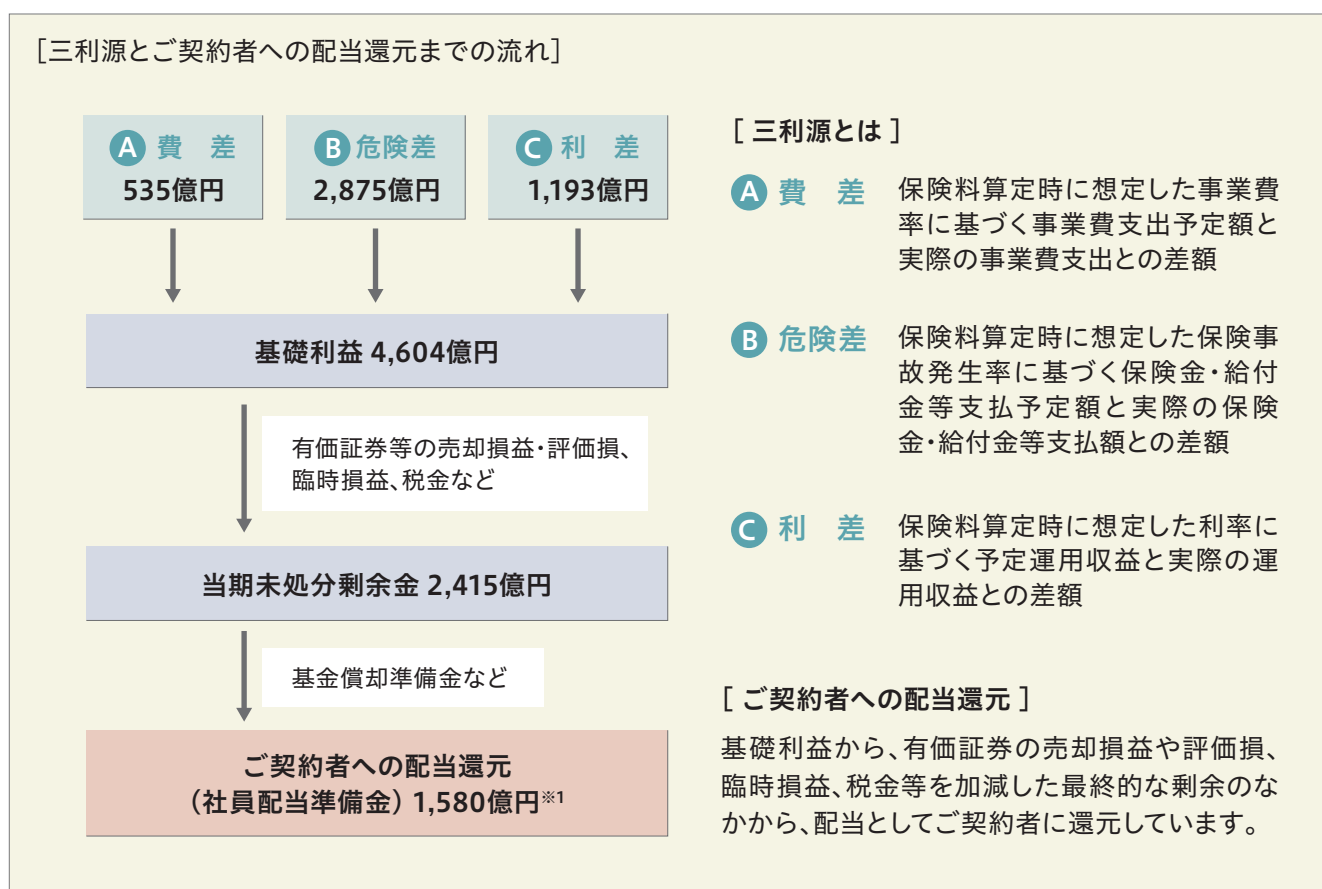 [三利源とご契約者への配当還元までの流れ]
A 費　差
535億円
B 危険差
2,875億円
C 利　差
1,193億円
基礎利益 4,604億円
有価証券等の売却損益・評価損、
臨時損益、税金など
当期未処分剰余金 2,415億円
基金償却準備金など
ご契約者への配当還元
（社員配当準備金）1,580億円※1
[ 三利源とは ]
A 費　差
保険料算定時に想定した事業費
率に基づく事業費支出予定額と
実際の事業費支出との差額
B 危険差
保険料算定時に想定した保険事
故発生率に基づく保険金・給付
金等支払予定額と実際の保険
金・給付金等支払額との差額
C 利　差
保険料算定時に想定した利率に
基づく予定運用収益と実際の運
用収益との差額
[ ご契約者への配当還元 ]
基礎利益から、有価証券の売却損益や評価損、
臨時損益、税金等を加減した最終的な剰余のな
かから、配当としてご契約者に還元しています。